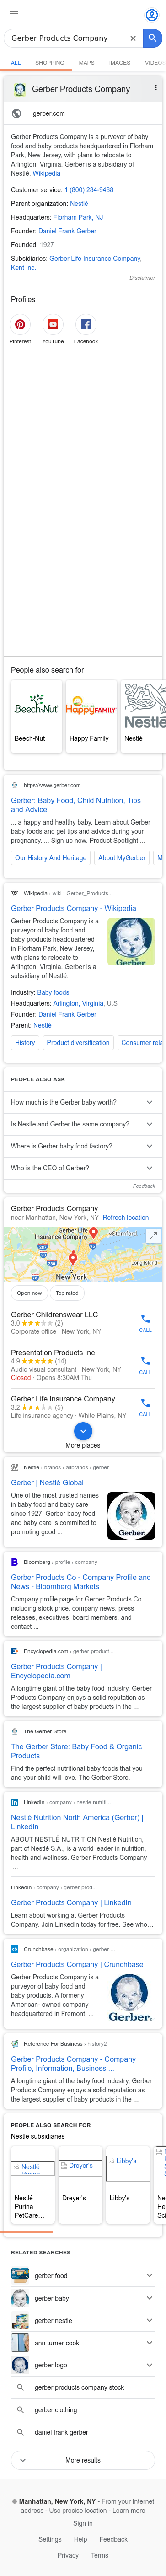 Gerber Products Company
ALL SHOPPING MAPS IMAGES VIDEOS
Gerber Products Company
gerber.com
Gerber Products Company is a purveyor of baby
food and baby products headquartered in Florham
Park, New Jersey, with plans to relocate to
Arlington, Virginia. Gerber is a subsidiary of
Nestlé. Wikipedia
Customer service: 1 (800) 284-9488
Parent organization: Nestlé
Headquarters: Florham Park, NJ
Founder: Daniel Frank Gerber
Founded: 1927
Subsidiaries: Gerber Life Insurance Company,
Kent Inc.
Disclaimer
Profiles
Pinterest YouTube Facebook
People also search for
Beech-Nut HappyFAMILY Nestlé
Beech-Nut Happy Family Nestlé
https://www.gerber.com
Gerber: Baby Food, Child Nutrition, Tips
and Advice
... a happy and healthy baby. Learn about Gerber
baby foods and get tips and advice during your
pregnancy. ... Sign up now. Product Spotlight ...
Our History And Heritage About MyGerber
Wikipedia › wiki › Gerber_Products...
Gerber Products Company - Wikipedia
Gerber Products Company is a
purveyor of baby food and
baby products headquartered
in Florham Park, New Jersey,
with plans to relocate to
Arlington, Virginia. Gerber is a
subsidiary of Nestlé.
Industry: Baby foods
Headquarters: Arlington, Virginia, U.S
Founder: Daniel Frank Gerber
Parent: Nestlé
History Product diversification Consumer rela
PEOPLE ALSO ASK
How much is the Gerber baby worth?
Is Nestle and Gerber the same company?
Where is Gerber baby food factory?
Who is the CEO of Gerber?
Feedback
Gerber Products Company
near Manhattan, New York, NY Refresh location
Gerber Life
Insurance Company
Stamford
Long Island
New York
Open now Top rated
Gerber Childrenswear LLC
3.0 (2)
Corporate office · New York, NY
CALL
Presentation Products Inc
4.9 (14)
Audio visual consultant · New York, NY
Closed · Opens 8:30AM Thu
CALL
Gerber Life Insurance Company
3.2 (5)
Life insurance agency · White Plains, NY
CALL
More places
Nestlé › brands › allbrands › gerber
Gerber | Nestlé Global
One of the most trusted names
in baby food and baby care
since 1927. Gerber believes
good nutrition is important and
is committed to
promoting good ...
Gerber
Bloomberg › profile › company
Gerber Products Co - Company Profile and
News - Bloomberg Markets
Company profile page for Gerber Products Co
including stock price, company news, press
releases, executives, board members, and
contact ...
Encyclopedia.com › gerber-product...
Gerber Products Company |
Encyclopedia.com
A longtime giant of the baby food industry, Gerber
Products Company enjoys a solid reputation as
the largest supplier of baby products in the ...
The Gerber Store
The Gerber Store: Baby Food & Organic
Products
Find the perfect nutritional baby foods that you
and your child will love, The Gerber Store.
LinkedIn › company › nestle-nutriti...
Nestlé Nutrition North America (Gerber) |
LinkedIn
ABOUT NESTLÉ NUTRITION Nestlé Nutrition,
part of Nestlé S.A., is a world leader in nutrition,
health and wellness. Gerber Products Company
...
LinkedIn › company › gerber-prod...
Gerber Products Company | LinkedIn
Learn about working at Gerber Products
Company. Join LinkedIn today for free. See who...
Crunchbase › organization › gerber-...
Gerber Products Company | Crunchbase
Gerber Products Company is
a purveyor of baby food and
baby products. A formerly
American- owned company
headquartered in Fremont, ...
Gerber
Reference For Business › history2
Gerber Products Company - Company
Profile, Information, Business ...
A longtime giant of the baby food industry, Gerber
Products Company enjoys a solid reputation as
the largest supplier of baby products in the ...
PEOPLE ALSO SEARCH FOR
Nestle subsidiaries
Nestlé Dreyer's Libby's
Purina
Nestlé Dreyer's Libby's
Purina
PetCare...
RELATED SEARCHES
gerber food
gerber baby
gerber nestle
ann turner cook
gerber logo
gerber products company stock
gerber clothing
daniel frank gerber
More results
Manhattan, New York, NY - From your Internet
address - Use precise location - Learn more
Sign in
Settings Help Feedback
Privacy Terms